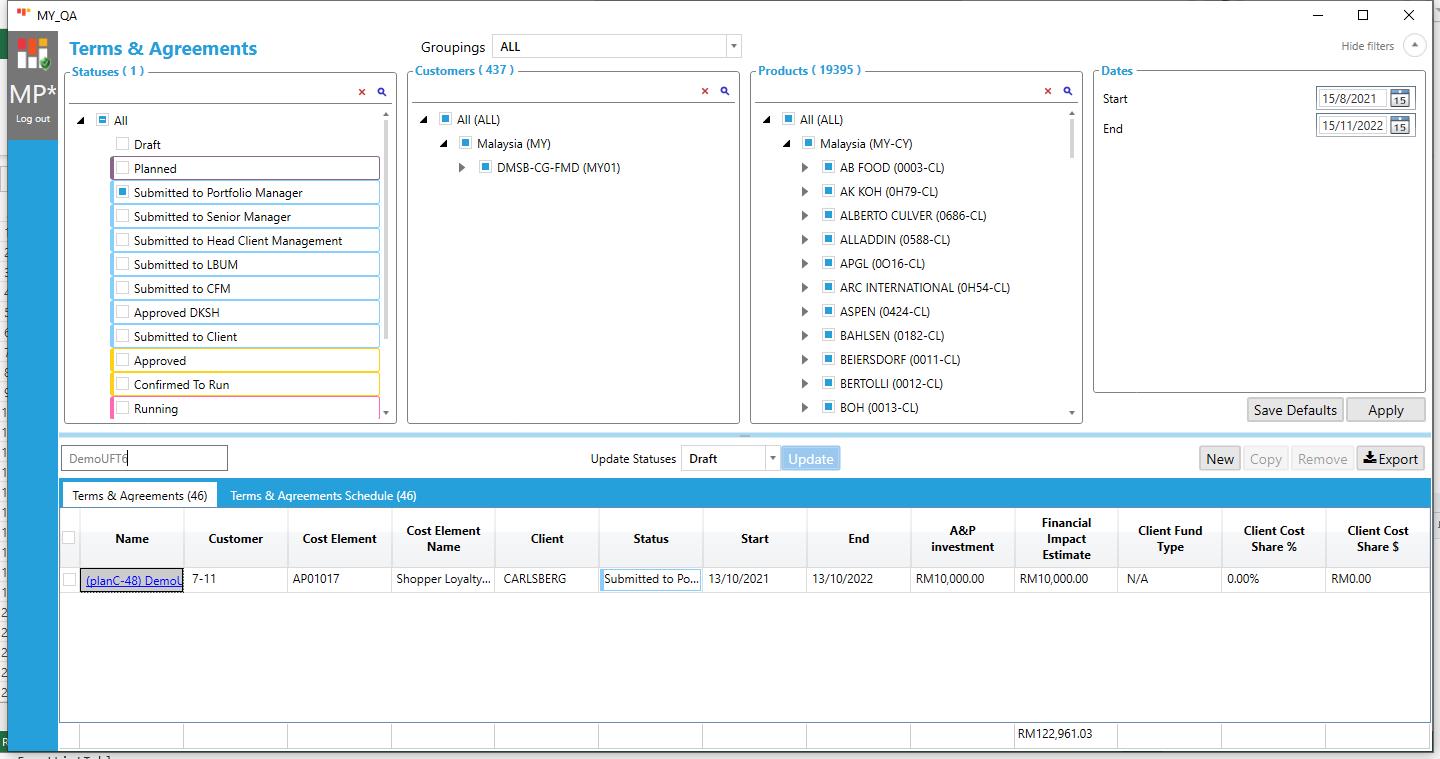 MY_QA
MP*
Log out
Terms & Agreements
Groupings ALL
Hide filters
Statuses ( 1 )
All
Draft
Planned
Submitted to Portfolio Manager
Submitted to Senior Manager
Submitted to Head Client Management
Submitted to LBUM
Submitted to CFM
Approved DKSH
Submitted to Client
Approved
Confirmed To Run
Running
Customers ( 437 )
All (ALL)
Malaysia (MY)
DMSB-CG-FMD (MY01)
Products ( 19395 )
All (ALL)
Malaysia (MY-CY)
AB FOOD (0003-CL)
AK KOH (0H79-CL)
ALBERTO CULVER (0686-CL)
ALLADDIN (0588-CL)
APGL (0O16-CL)
ARC INTERNATIONAL (0H54-CL)
ASPEN (0424-CL)
BAHLSEN (0182-CL)
BEIERSDORF (0011-CL)
BERTOLLI (0012-CL)
BOH (0013-CL)
Dates
Start 15/8/2021 15
End 15/11/2022 15
Save Defaults Apply
DemoUFT6
Update Statuses Draft Update
New Copy Remove Export
Terms & Agreements (46) Terms & Agreements Schedule (46)
Name Customer Cost Element Cost Element Name Client Status Start End A&P investment Financial Impact Estimate Client Fund Type Client Cost Share % Client Cost Share $
(planC-48) DemoU 7-11 AP01017 Shopper Loyalty... CARLSBERG Submitted to Po... 13/10/2021 13/10/2022 RM10,000.00 RM10,000.00 N/A 0.00% RM0.00
RM122,961.03